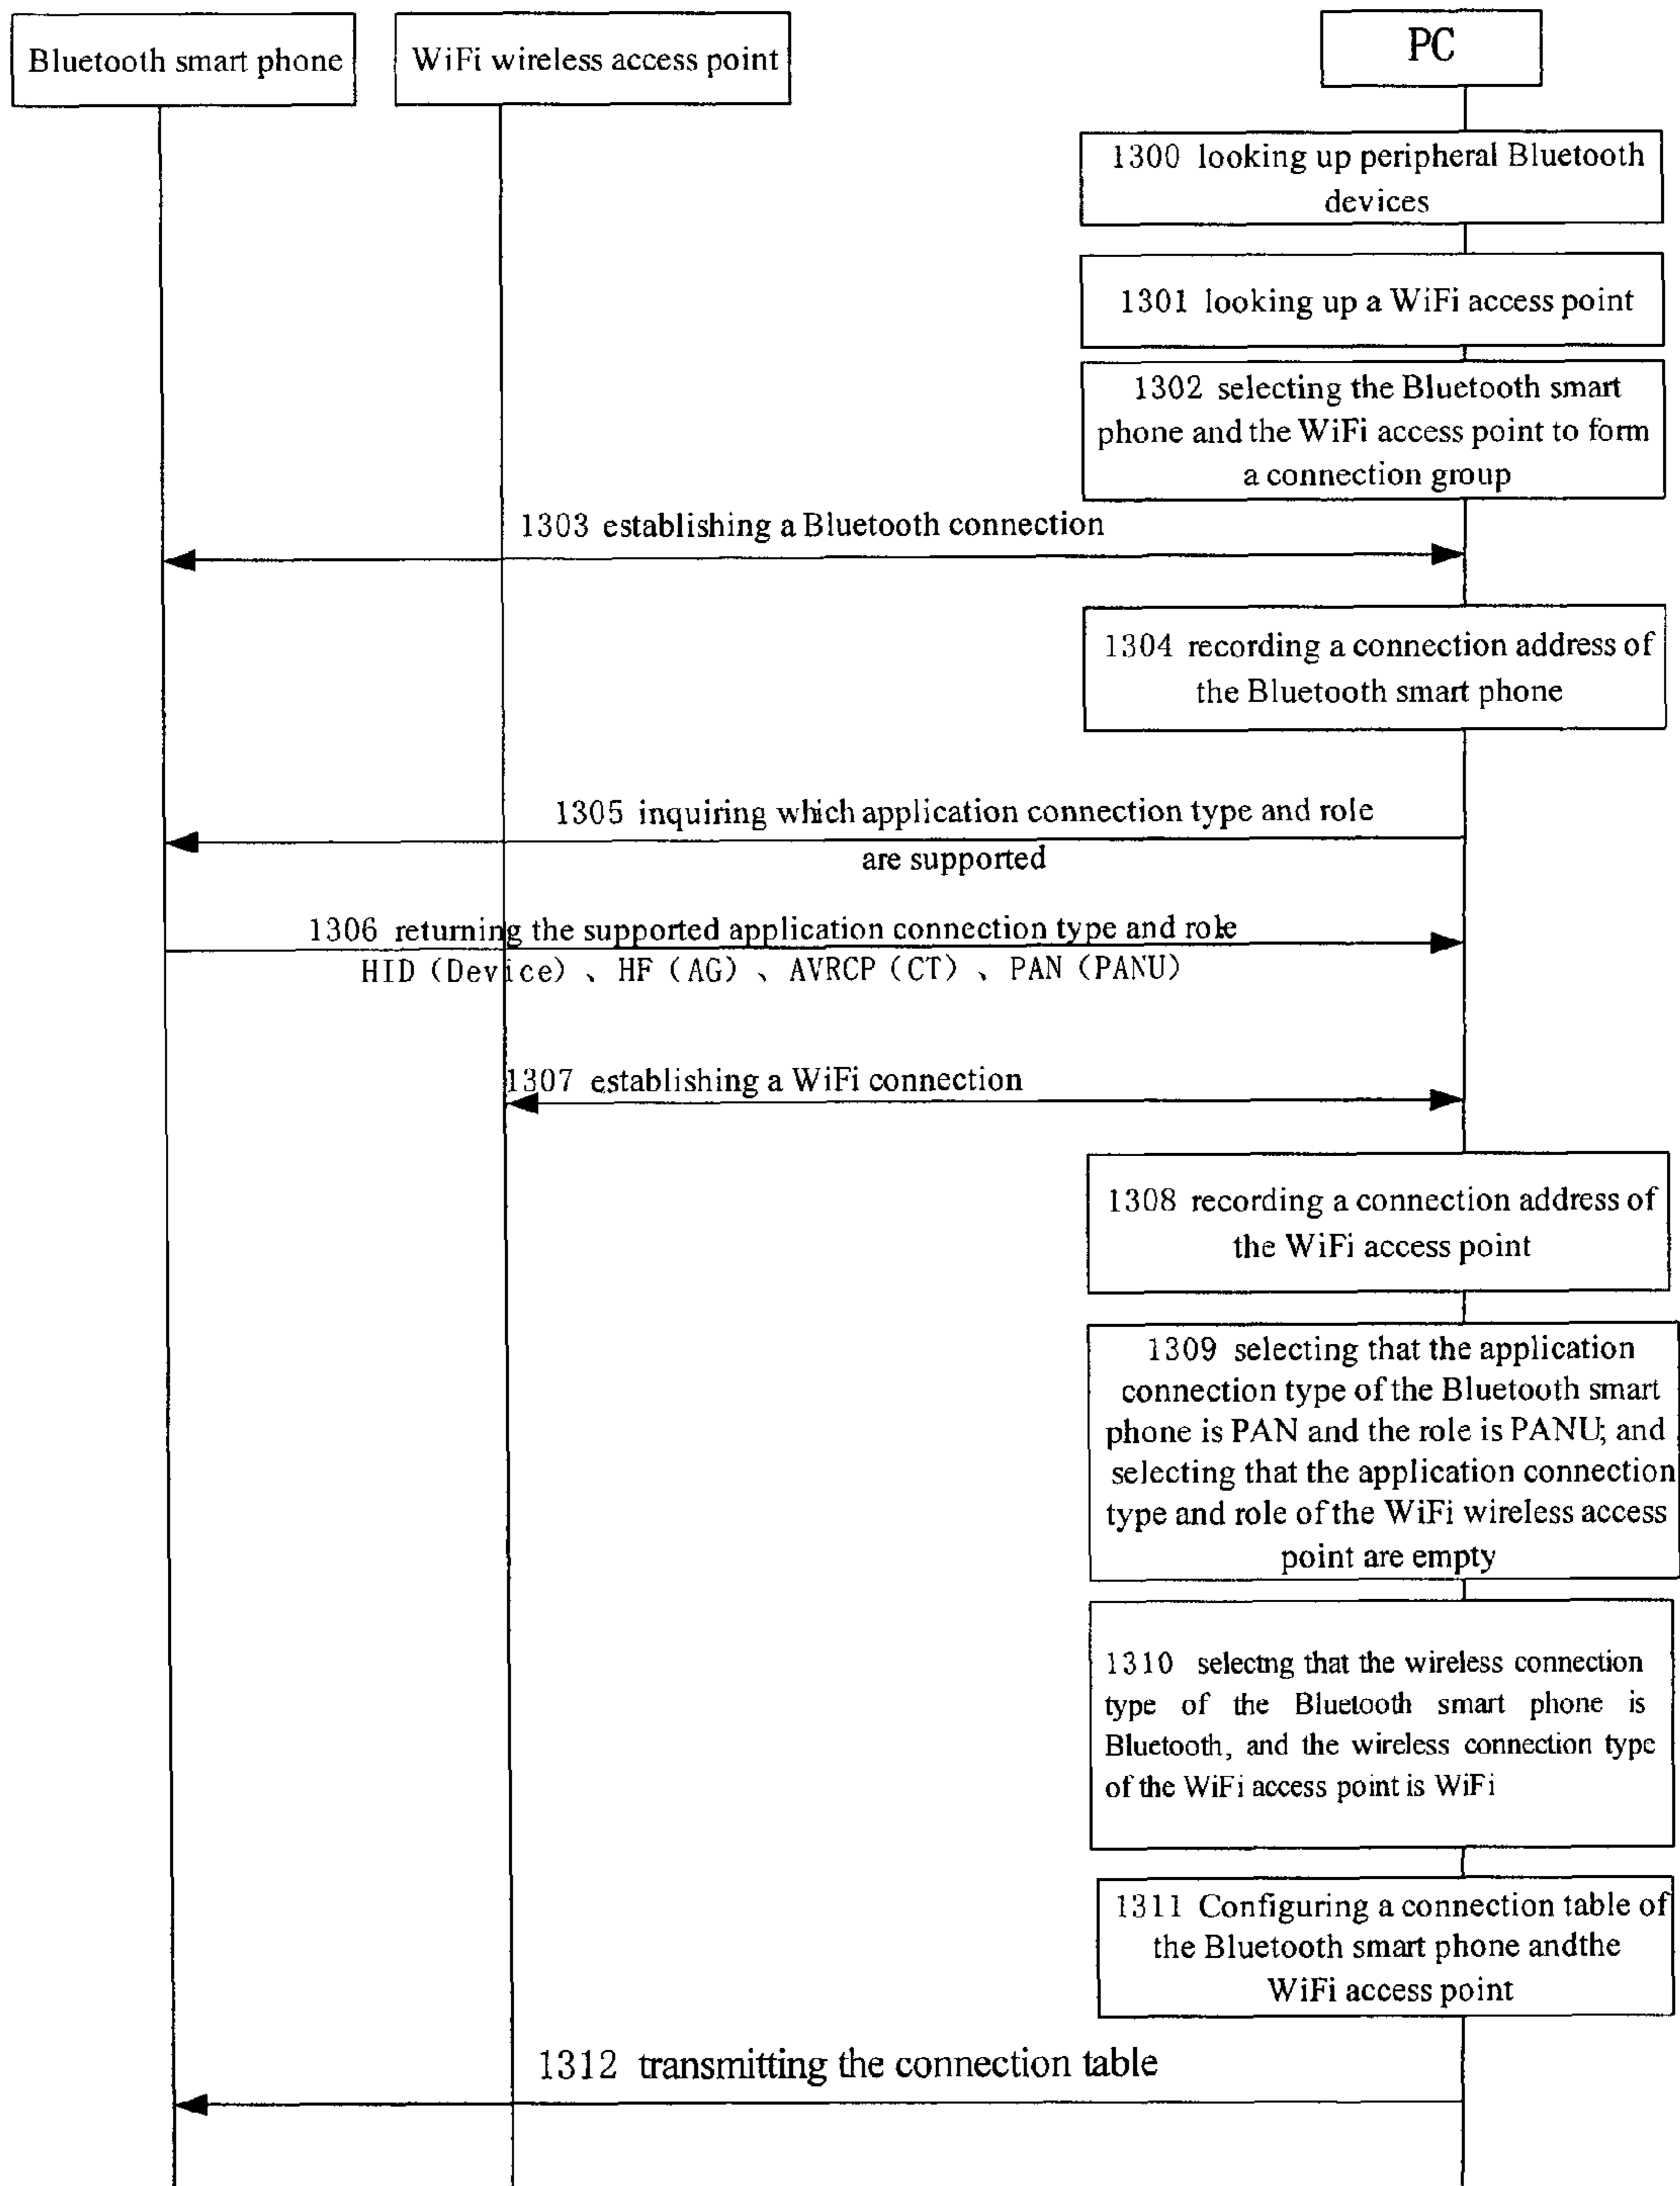 Bluetooth smart phone
WiFi wireless access point
PC
1300 looking up peripheral Bluetooth
devices
1301 looking up a WiFi access point
1302 selecting the Bluetooth smart
phone and the WiFi access point to form
a connection group
1303 establishing a Bluetooth connection
1304 recording a connection address of
the Bluetooth smart phone
1305 inquiring which application connection type and role
are supported
1306 returning the supported application connection type and role
HID (Device) 、 HF (AG) 、 AVRCP (CT) 、 PAN (PANU)
1307 establishing a WiFi connection
1308 recording a connection address of
the WiFi access point
1309 selecting that the application
connection type of the Bluetooth smart
phone is PAN and the role is PANU; and
selecting that the application connection
type and role of the WiFi wireless access
point are empty
1310 selectng that the wireless connection
type of the Bluetooth smart phone is
Bluetooth, and the wireless connection type
of the WiFi access point is WiFi
1311 Configuring a connection table of
the Bluetooth smart phone andthe
WiFi access point
1312 transmitting the connection table